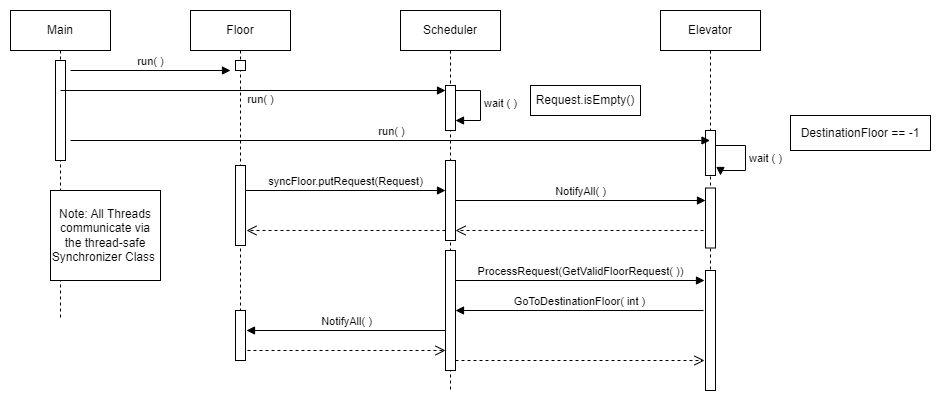 Main
Floor
Scheduler
Elevator
run( )
run( )
wait ( )
Request.isEmpty()
run( )
DestinationFloor == -1
wait ( )
syncFloor.putRequest(Request)
NotifyAll( )
Note: All Threads
communicate via
the thread-safe
Synchronizer Class
ProcessRequest(GetValidFloorRequest( ))
GoToDestinationFloor( int )
NotifyAll( )